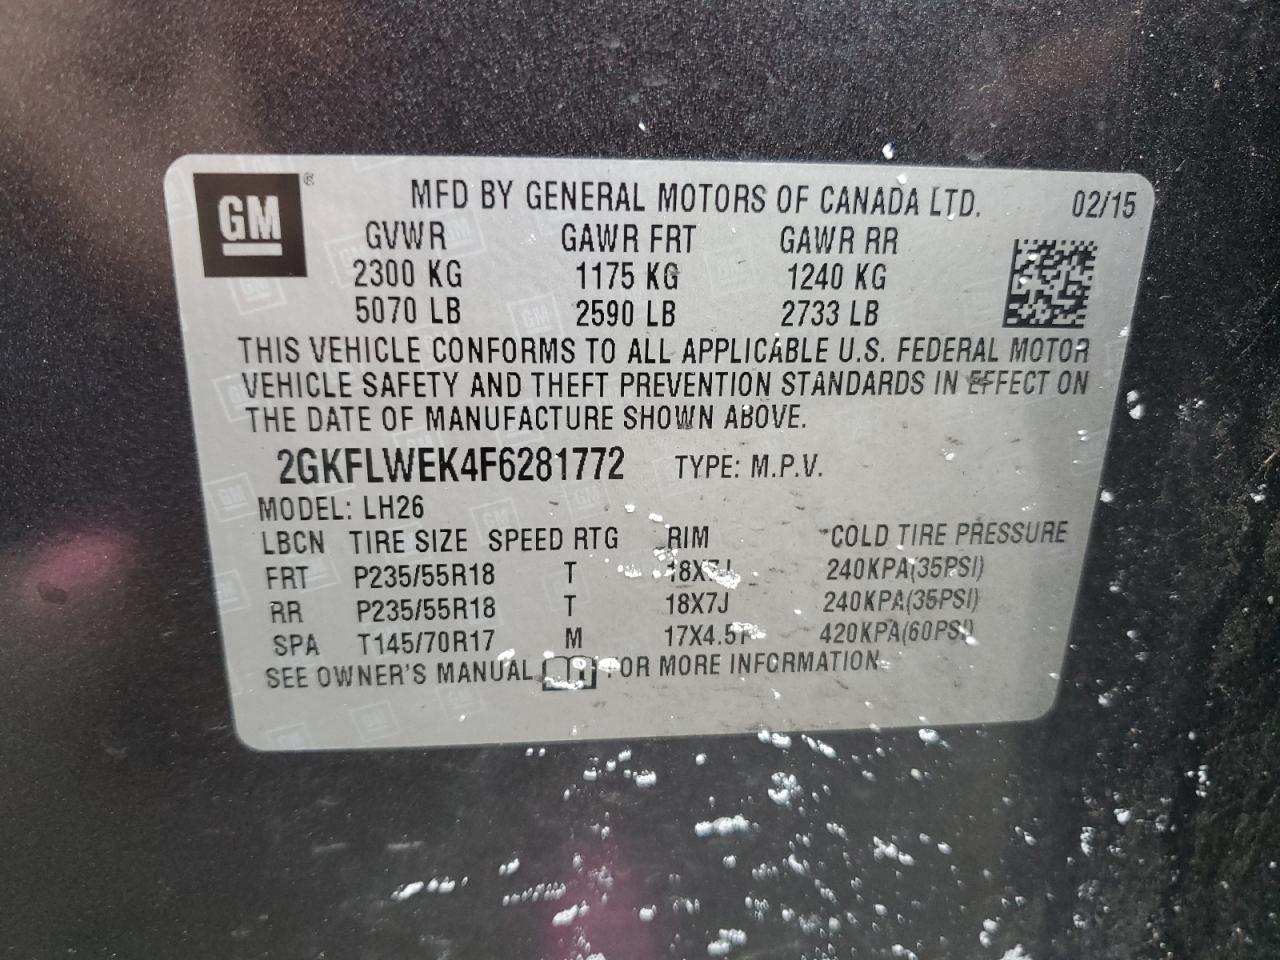 GM ® MFD BY GENERAL MOTORS OF CANADA LTD. 02/15
GVWR GAWR FRT GAWR RR
2300 KG 1175 KG 1240 KG
5070 LB 2590 LB 2733 LB
THIS VEHICLE CONFORMS TO ALL APPLICABLE U.S. FEDERAL MOTOR
VEHICLE SAFETY AND THEFT PREVENTION STANDARDS IN EFFECT ON
THE DATE OF MANUFACTURE SHOWN ABOVE.
2GKFLWEK4F6281772 TYPE: M.P.V.
MODEL: LH26
LBCN TIRE SIZE SPEED RTG RIM COLD TIRE PRESSURE
FRT P235/55R18 T 18X7J 240KPA(35PSI)
RR P235/55R18 T 18X7J 240KPA(35PSI)
SPA T145/70R17 M 420KPA(60PSI)
SEE OWNER'S MANUAL FOR MORE INFORMATION.